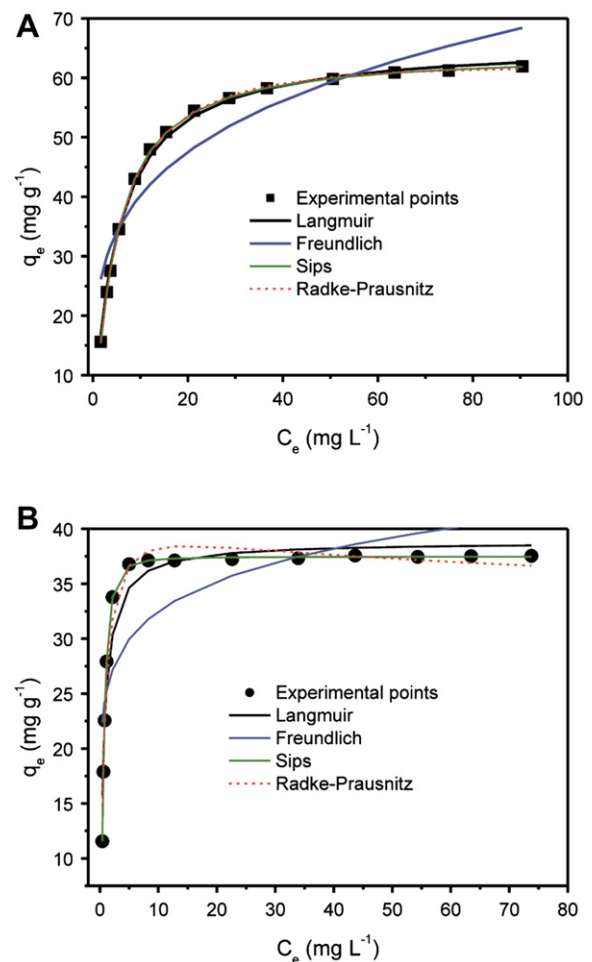 A
70
60
50
40
30
20
10
qe (mg g-1)
Experimental points
Langmuir
Freundlich
Sips
Radke-Prausnitz
0 20 40 60 80 100
Ce (mg L-1)
B
40
35
30
25
20
15
10
qe (mg g-1)
Experimental points
Langmuir
Freundlich
Sips
Radke-Prausnitz
0 10 20 30 40 50 60 70 80
Ce (mg L-1)